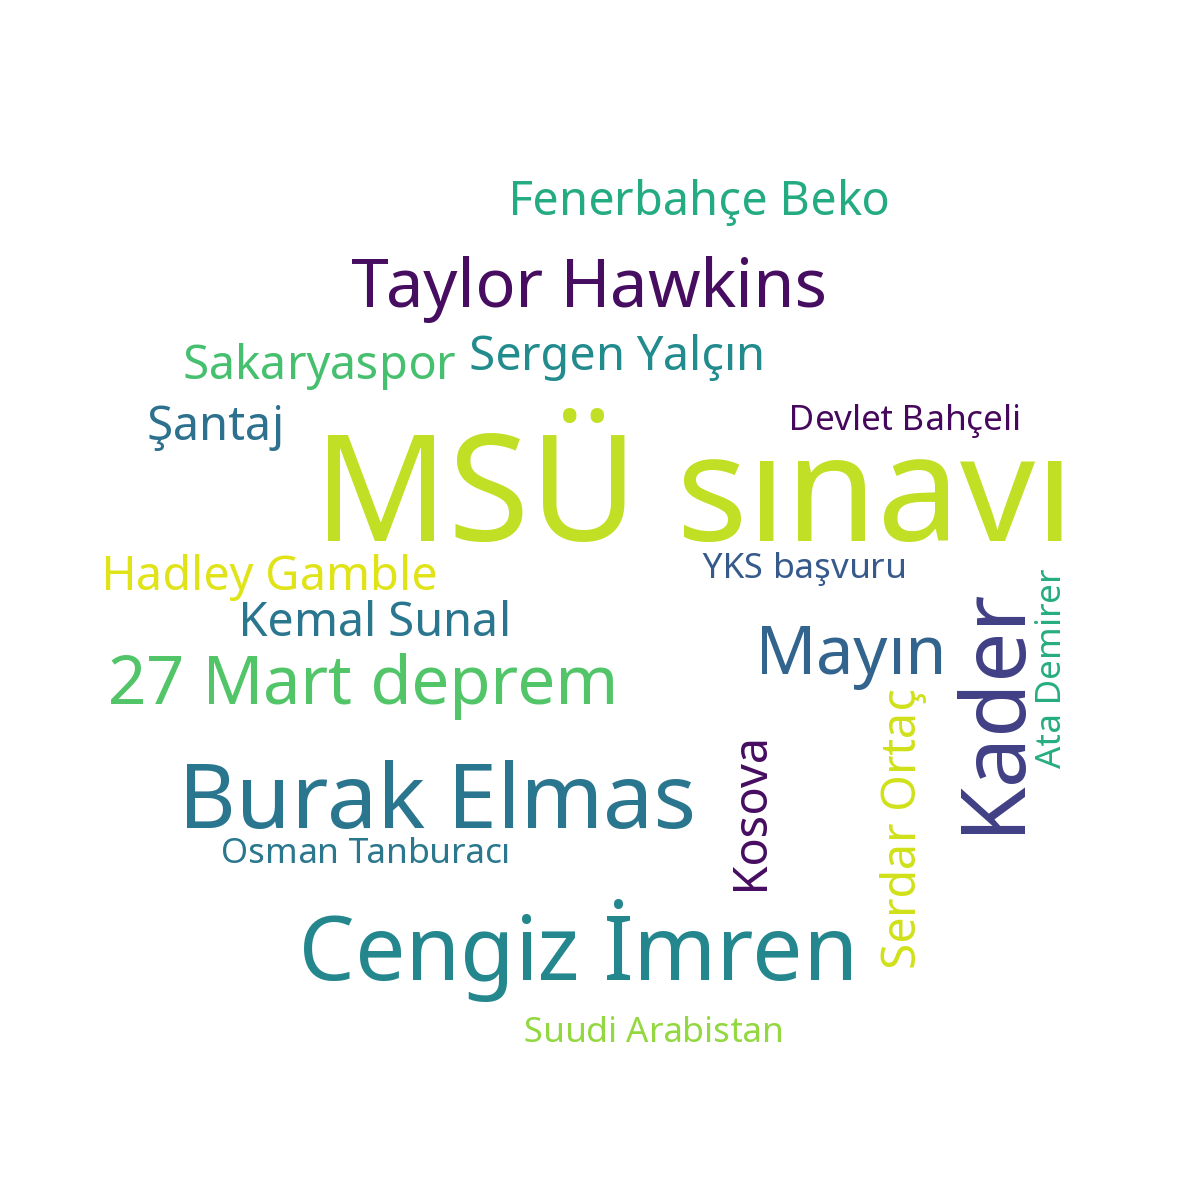 Fenerbahçe Beko
Taylor Hawkins
Sergen Yalçın
Sakaryaspor
Şantaj
Devlet Bahçeli
MSÜ sınavı
Hadley Gamble
YKS başvuru
Kemal Sunal
Mayın
27 Mart deprem
Kader
Ata Demirer
Serdar Ortaç
Burak Elmas
Kosova
Osman Tanburacı
Cengiz İmren
Suudi Arabistan